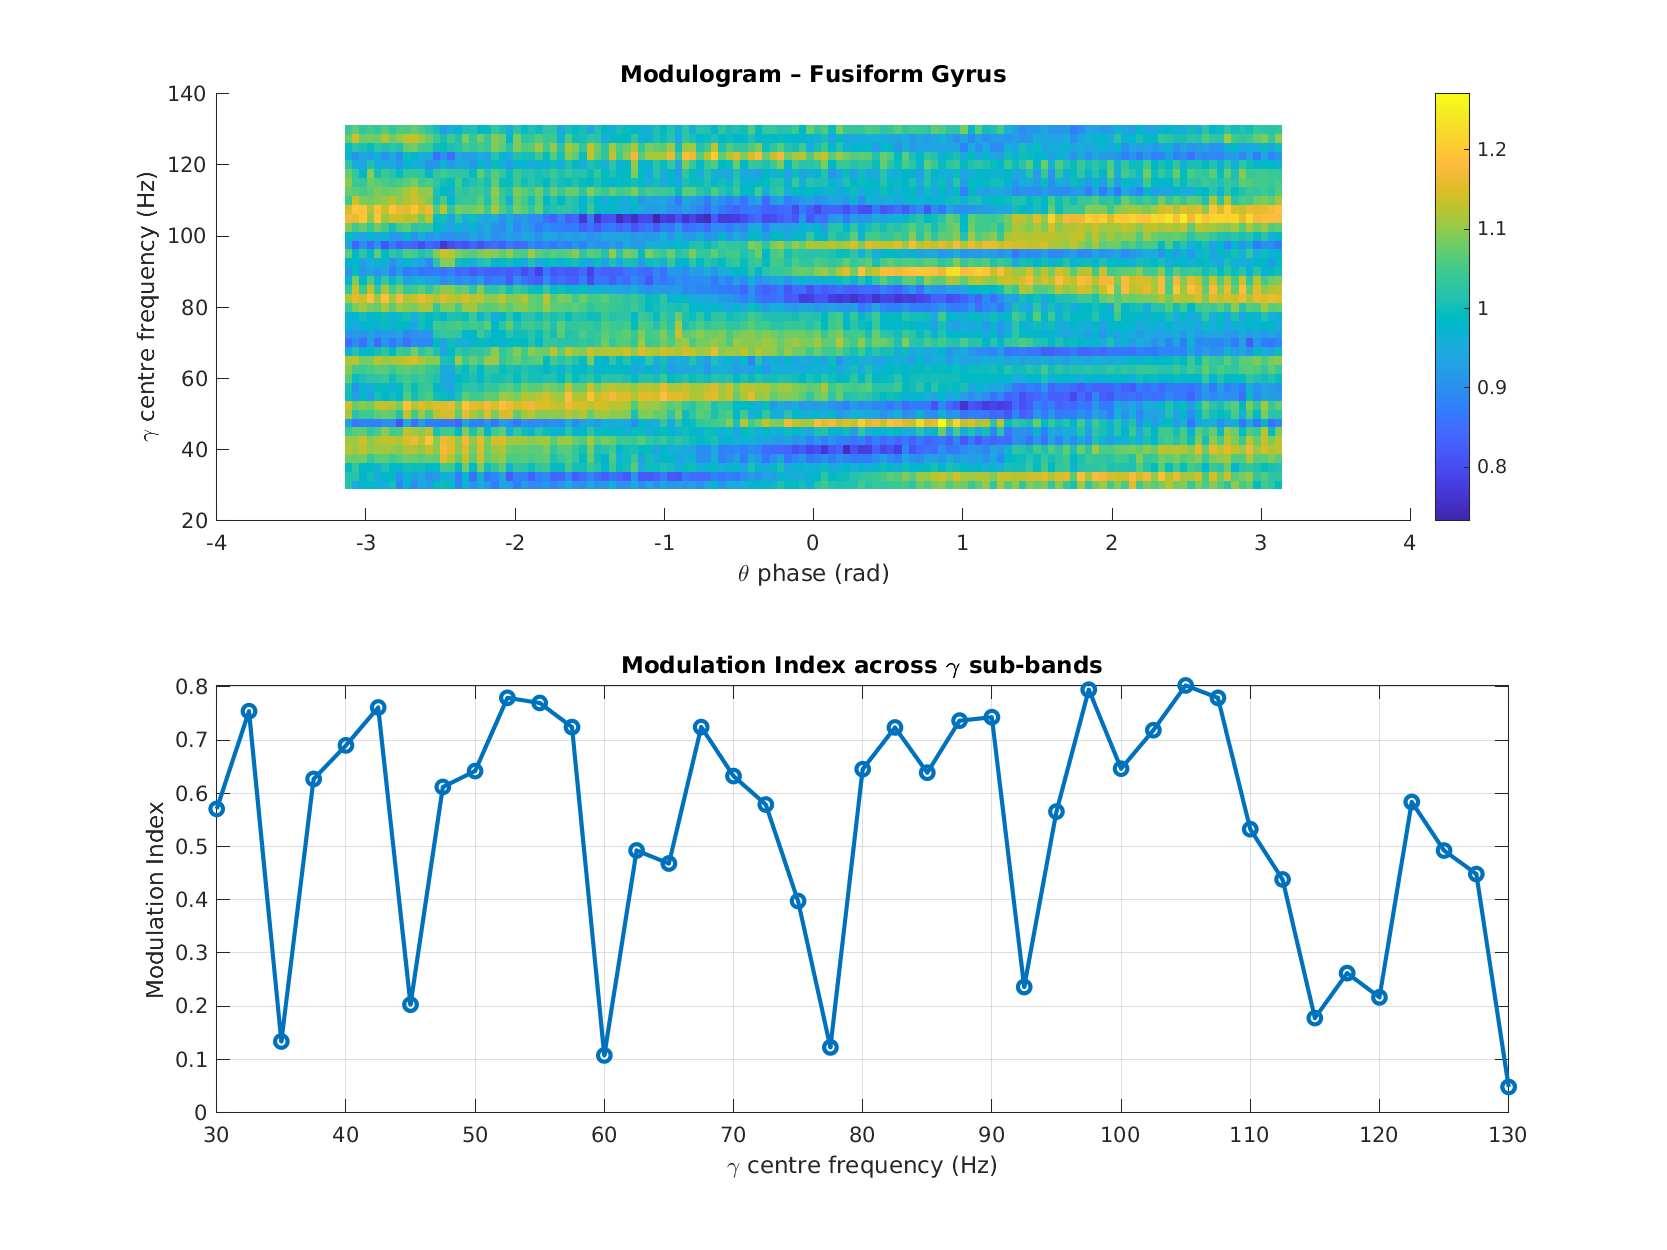 Modulogram – Fusiform Gyrus
γ centre frequency (Hz)
140
120
100
80
60
40
20
-4 -3 -2 -1 0 1 2 3 4
θ phase (rad)
1.2
1.1
1
0.9
0.8
Modulation Index across γ sub-bands
Modulation Index
0.8
0.7
0.6
0.5
0.4
0.3
0.2
0.1
0
30 40 50 60 70 80 90 100 110 120 130
γ centre frequency (Hz)